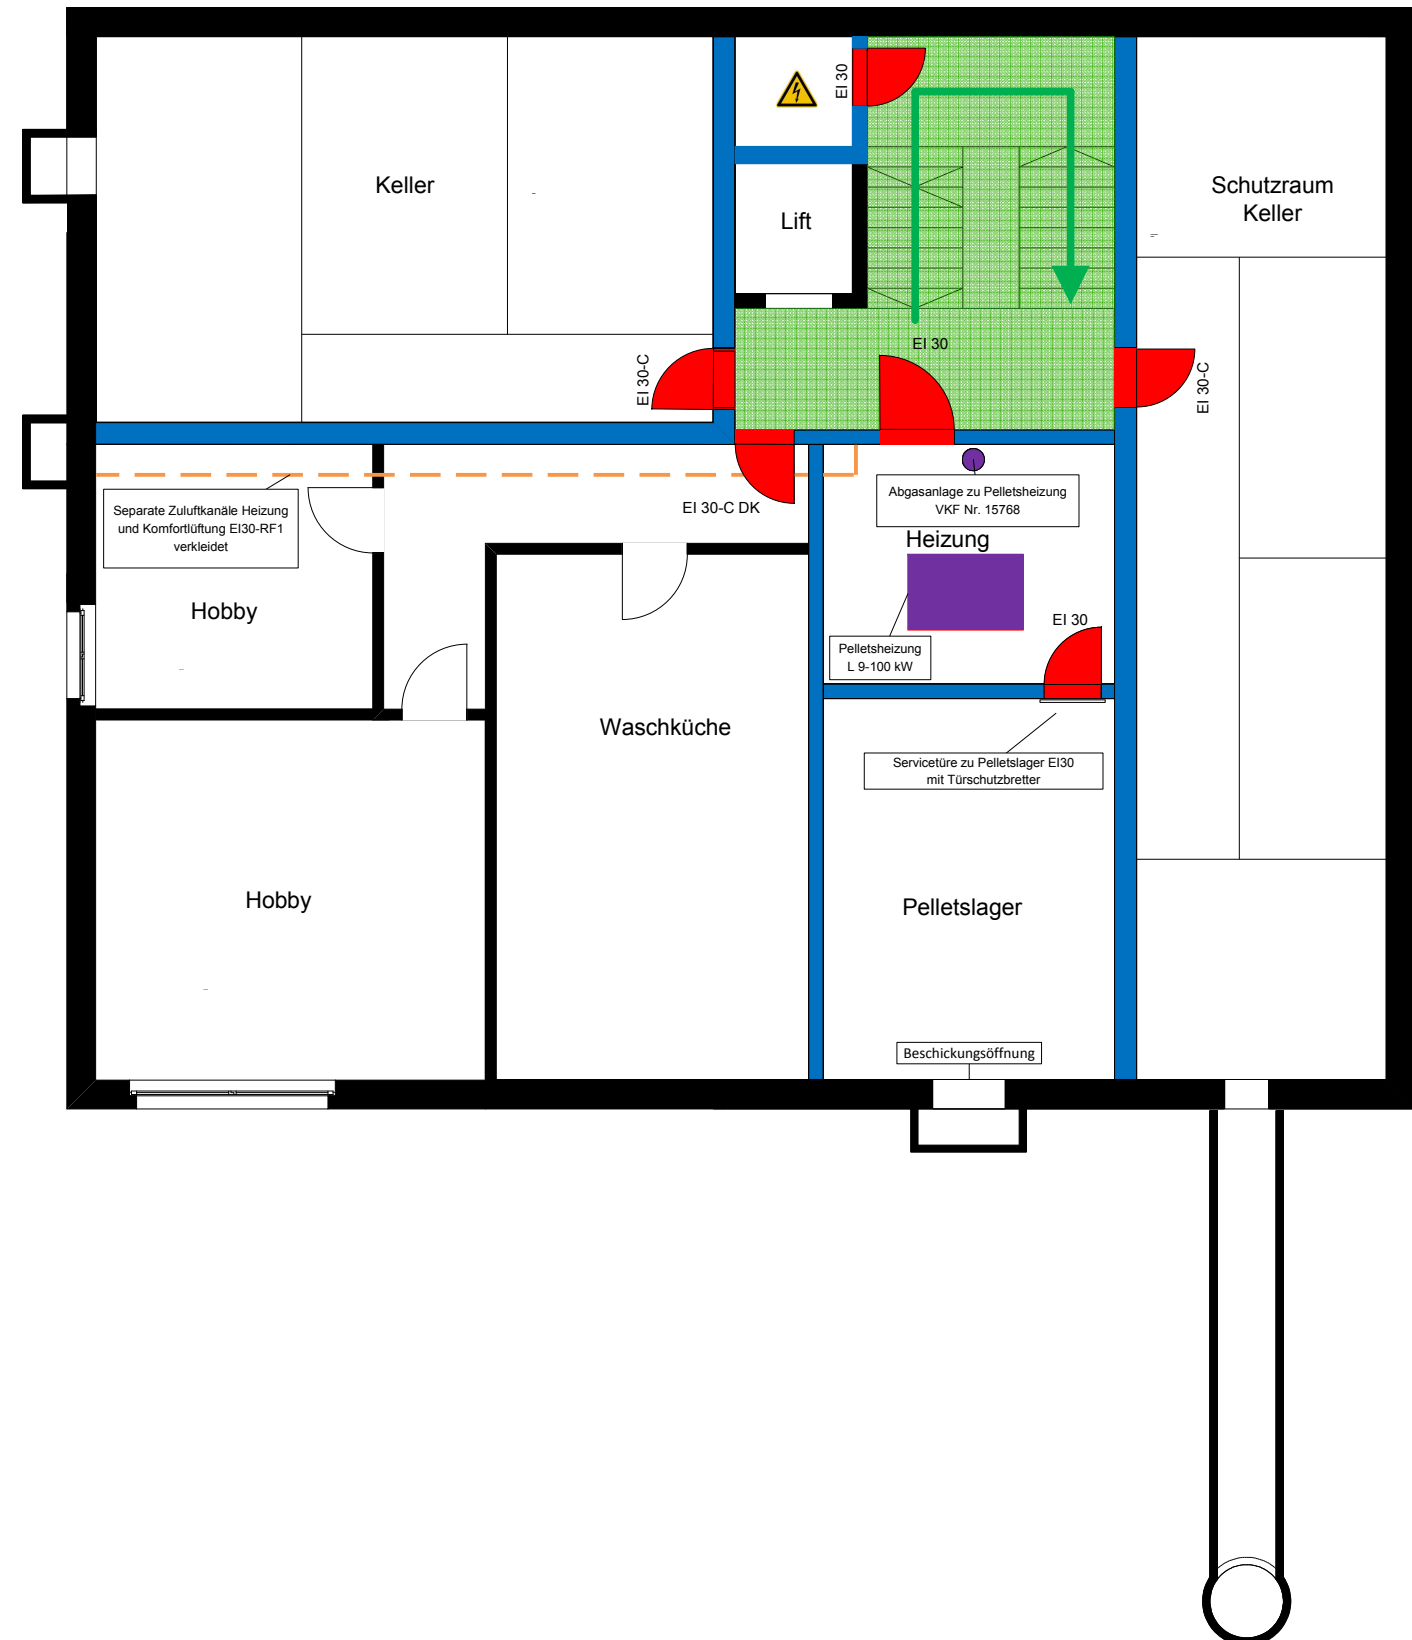 EI 30
Keller
Schutzraum
Keller
Lift
EI 30
EI 30-C
EI 30-C
Separate Zuluftkanäle Heizung
und Komfortlüftung EI30-RF1
verkleidet
EI 30-C DK
Abgasanlage zu Pelletsheizung
VKF Nr. 15768
Heizung
Hobby
EI 30
Pelletsheizung
L 9-100 kW
Waschküche
Servicetüre zu Pelletslager EI30
mit Türschutzbretter
Hobby
Pelletslager
Beschickungsöffnung